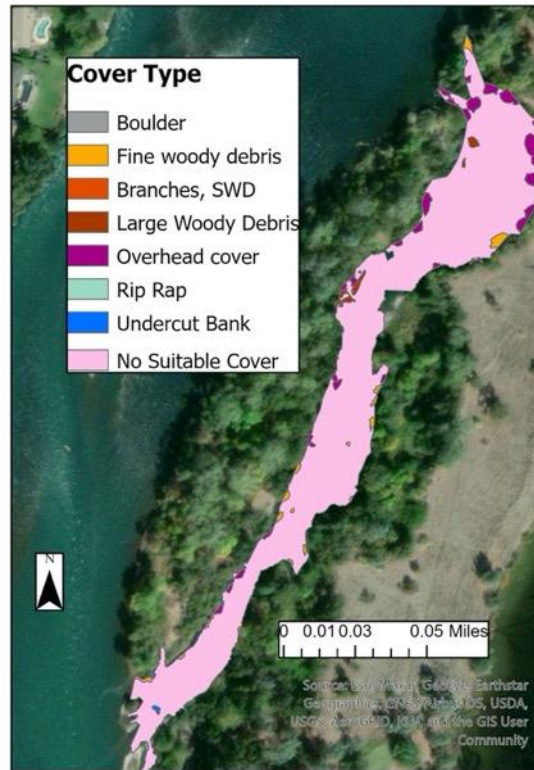 Cover Type
Boulder
Fine woody debris
Branches, SWD
Large Woody Debris
Overhead cover
Rip Rap
Undercut Bank
No Suitable Cover
N
0 0.01 0.03 0.05 Miles
Source: Esri, Maxar, GeoEye, Earthstar
Geographics, CNES/Airbus DS, USDA,
USGS, AeroGRID, IGN, and the GIS User
Community